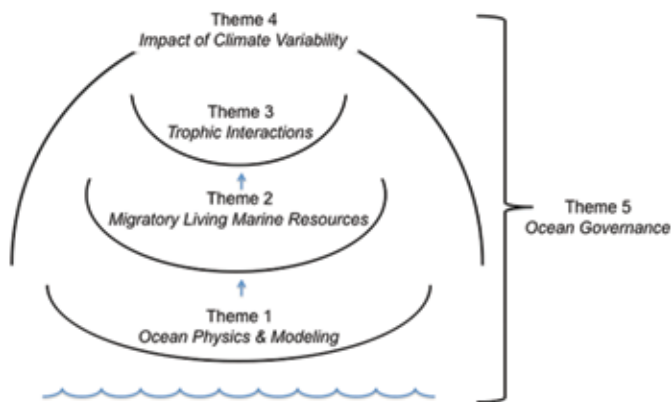 Theme 4
Impact of Climate Variability
Theme 3
Trophic Interactions
Theme 2
Migratory Living Marine Resources
Theme 5
Ocean Governance
Theme 1
Ocean Physics & Modeling